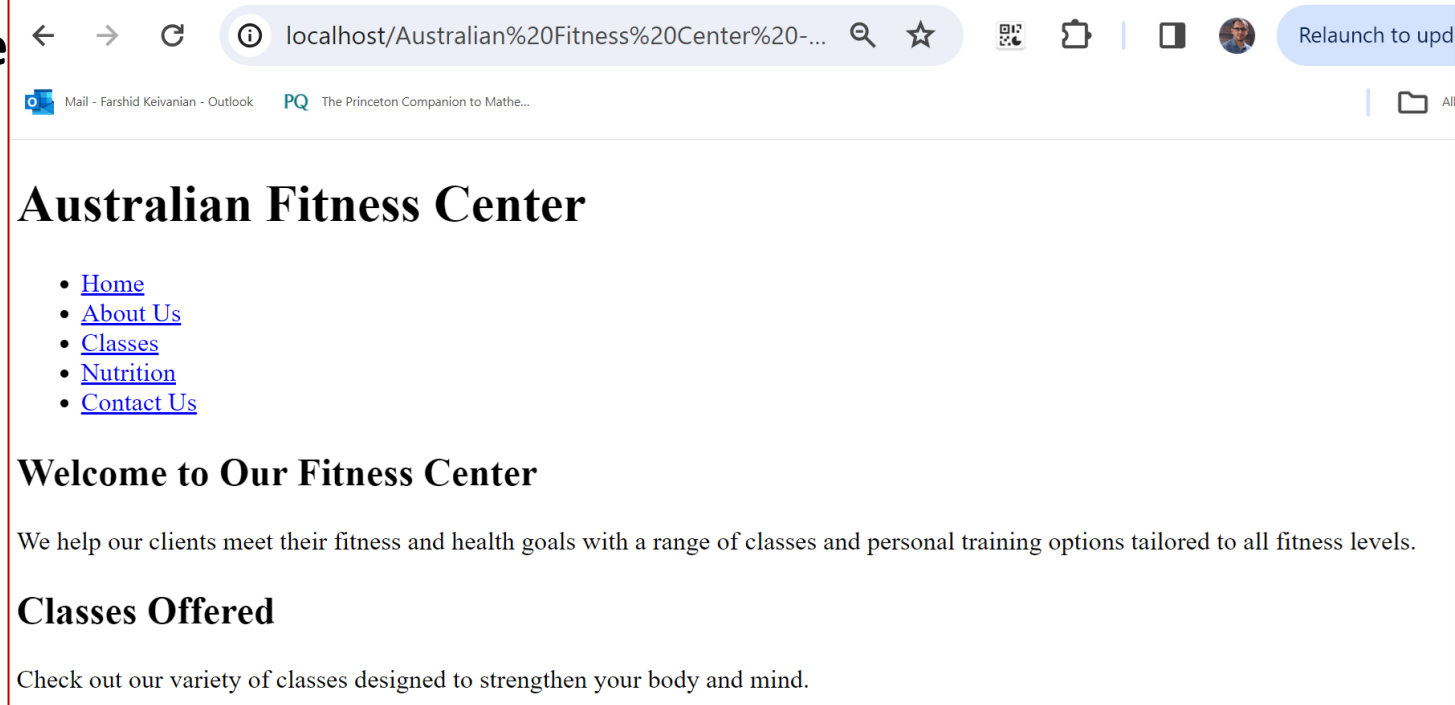 e
localhost/Australian%20Fitness%20Center%20-...
Relaunch to upd
Mail - Farshid Keivanian - Outlook
PQ The Princeton Companion to Mathe...
All
Australian Fitness Center
• Home
• About Us
• Classes
• Nutrition
• Contact Us
Welcome to Our Fitness Center
We help our clients meet their fitness and health goals with a range of classes and personal training options tailored to all fitness levels.
Classes Offered
Check out our variety of classes designed to strengthen your body and mind.